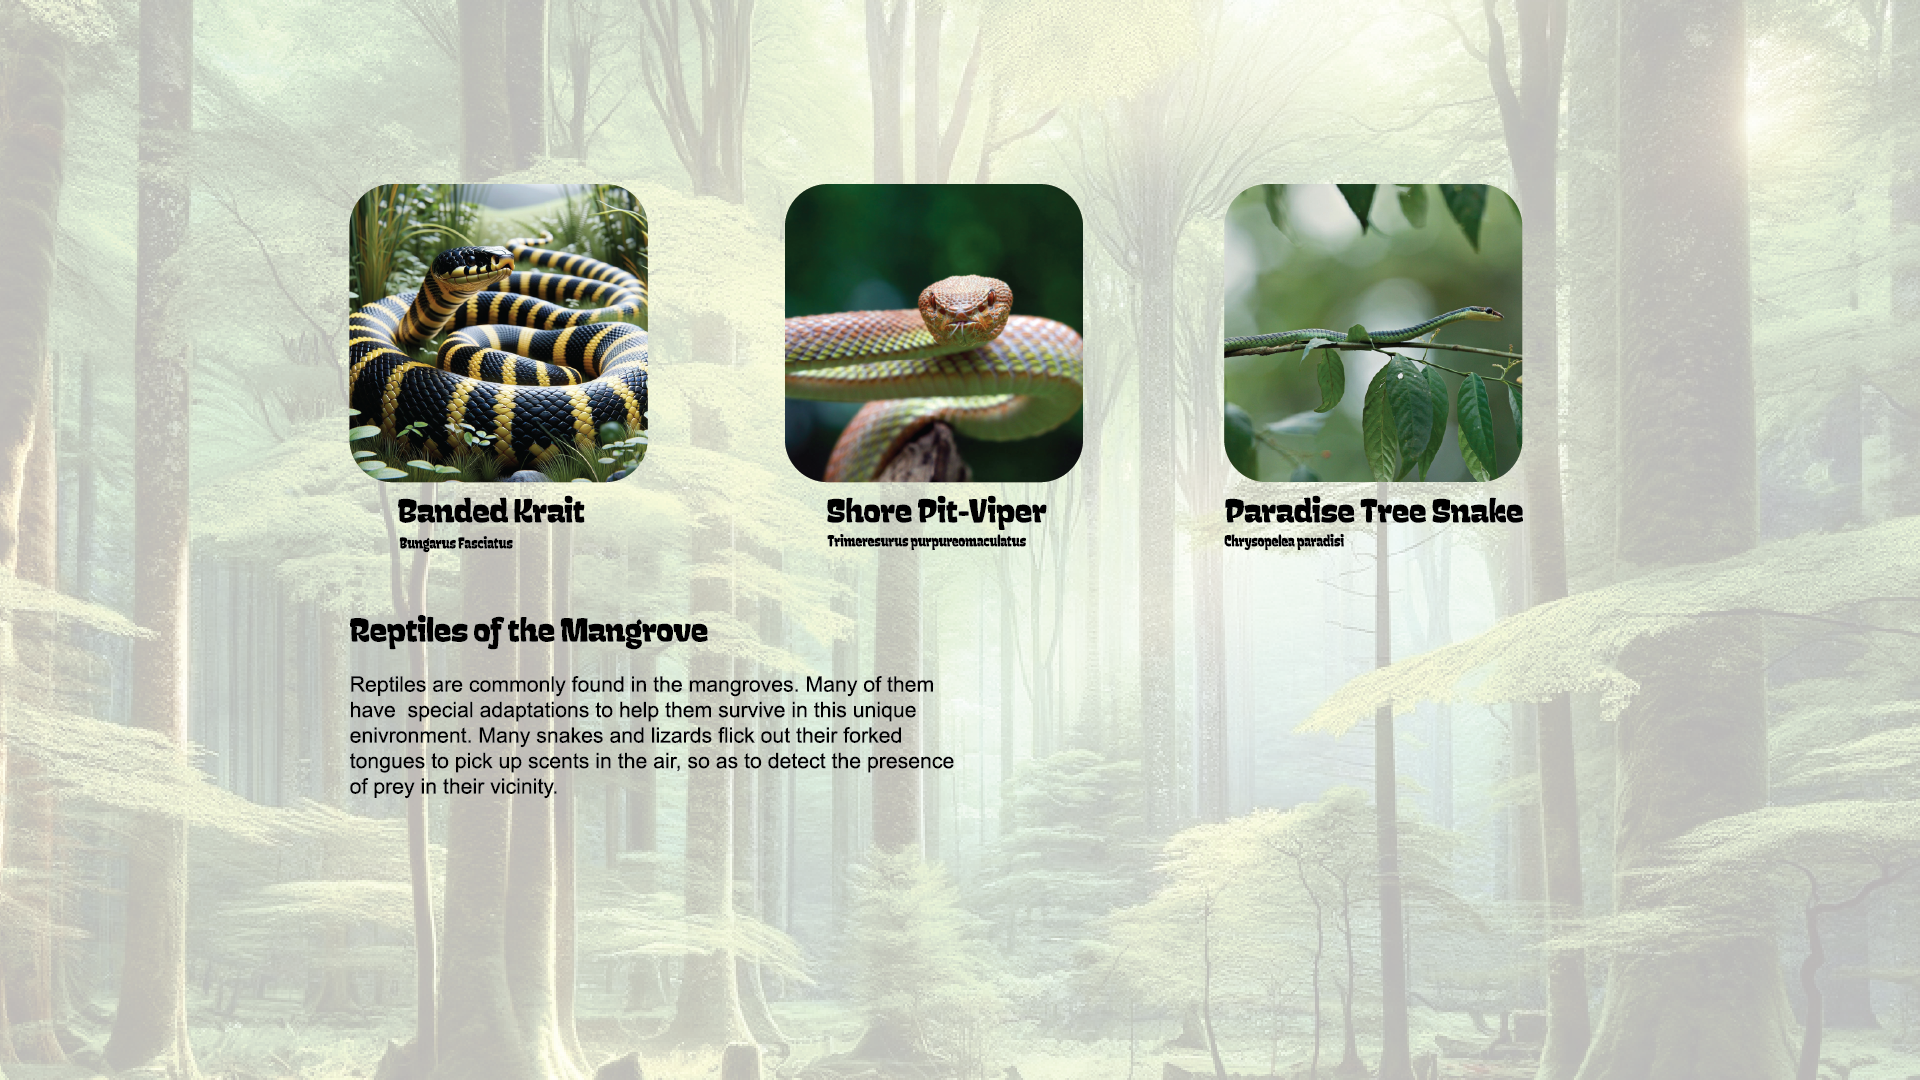 Banded Krait
Bungarus Fasciatus
Shore Pit-Viper
Trimeresurus purpureomaculatus
Paradise Tree Snake
Chrysopelea paradisi
Reptiles of the Mangrove
Reptiles are commonly found in the mangroves. Many of them
have  special adaptations to help them survive in this unique
enivronment. Many snakes and lizards flick out their forked
tongues to pick up scents in the air, so as to detect the presence
of prey in their vicinity.